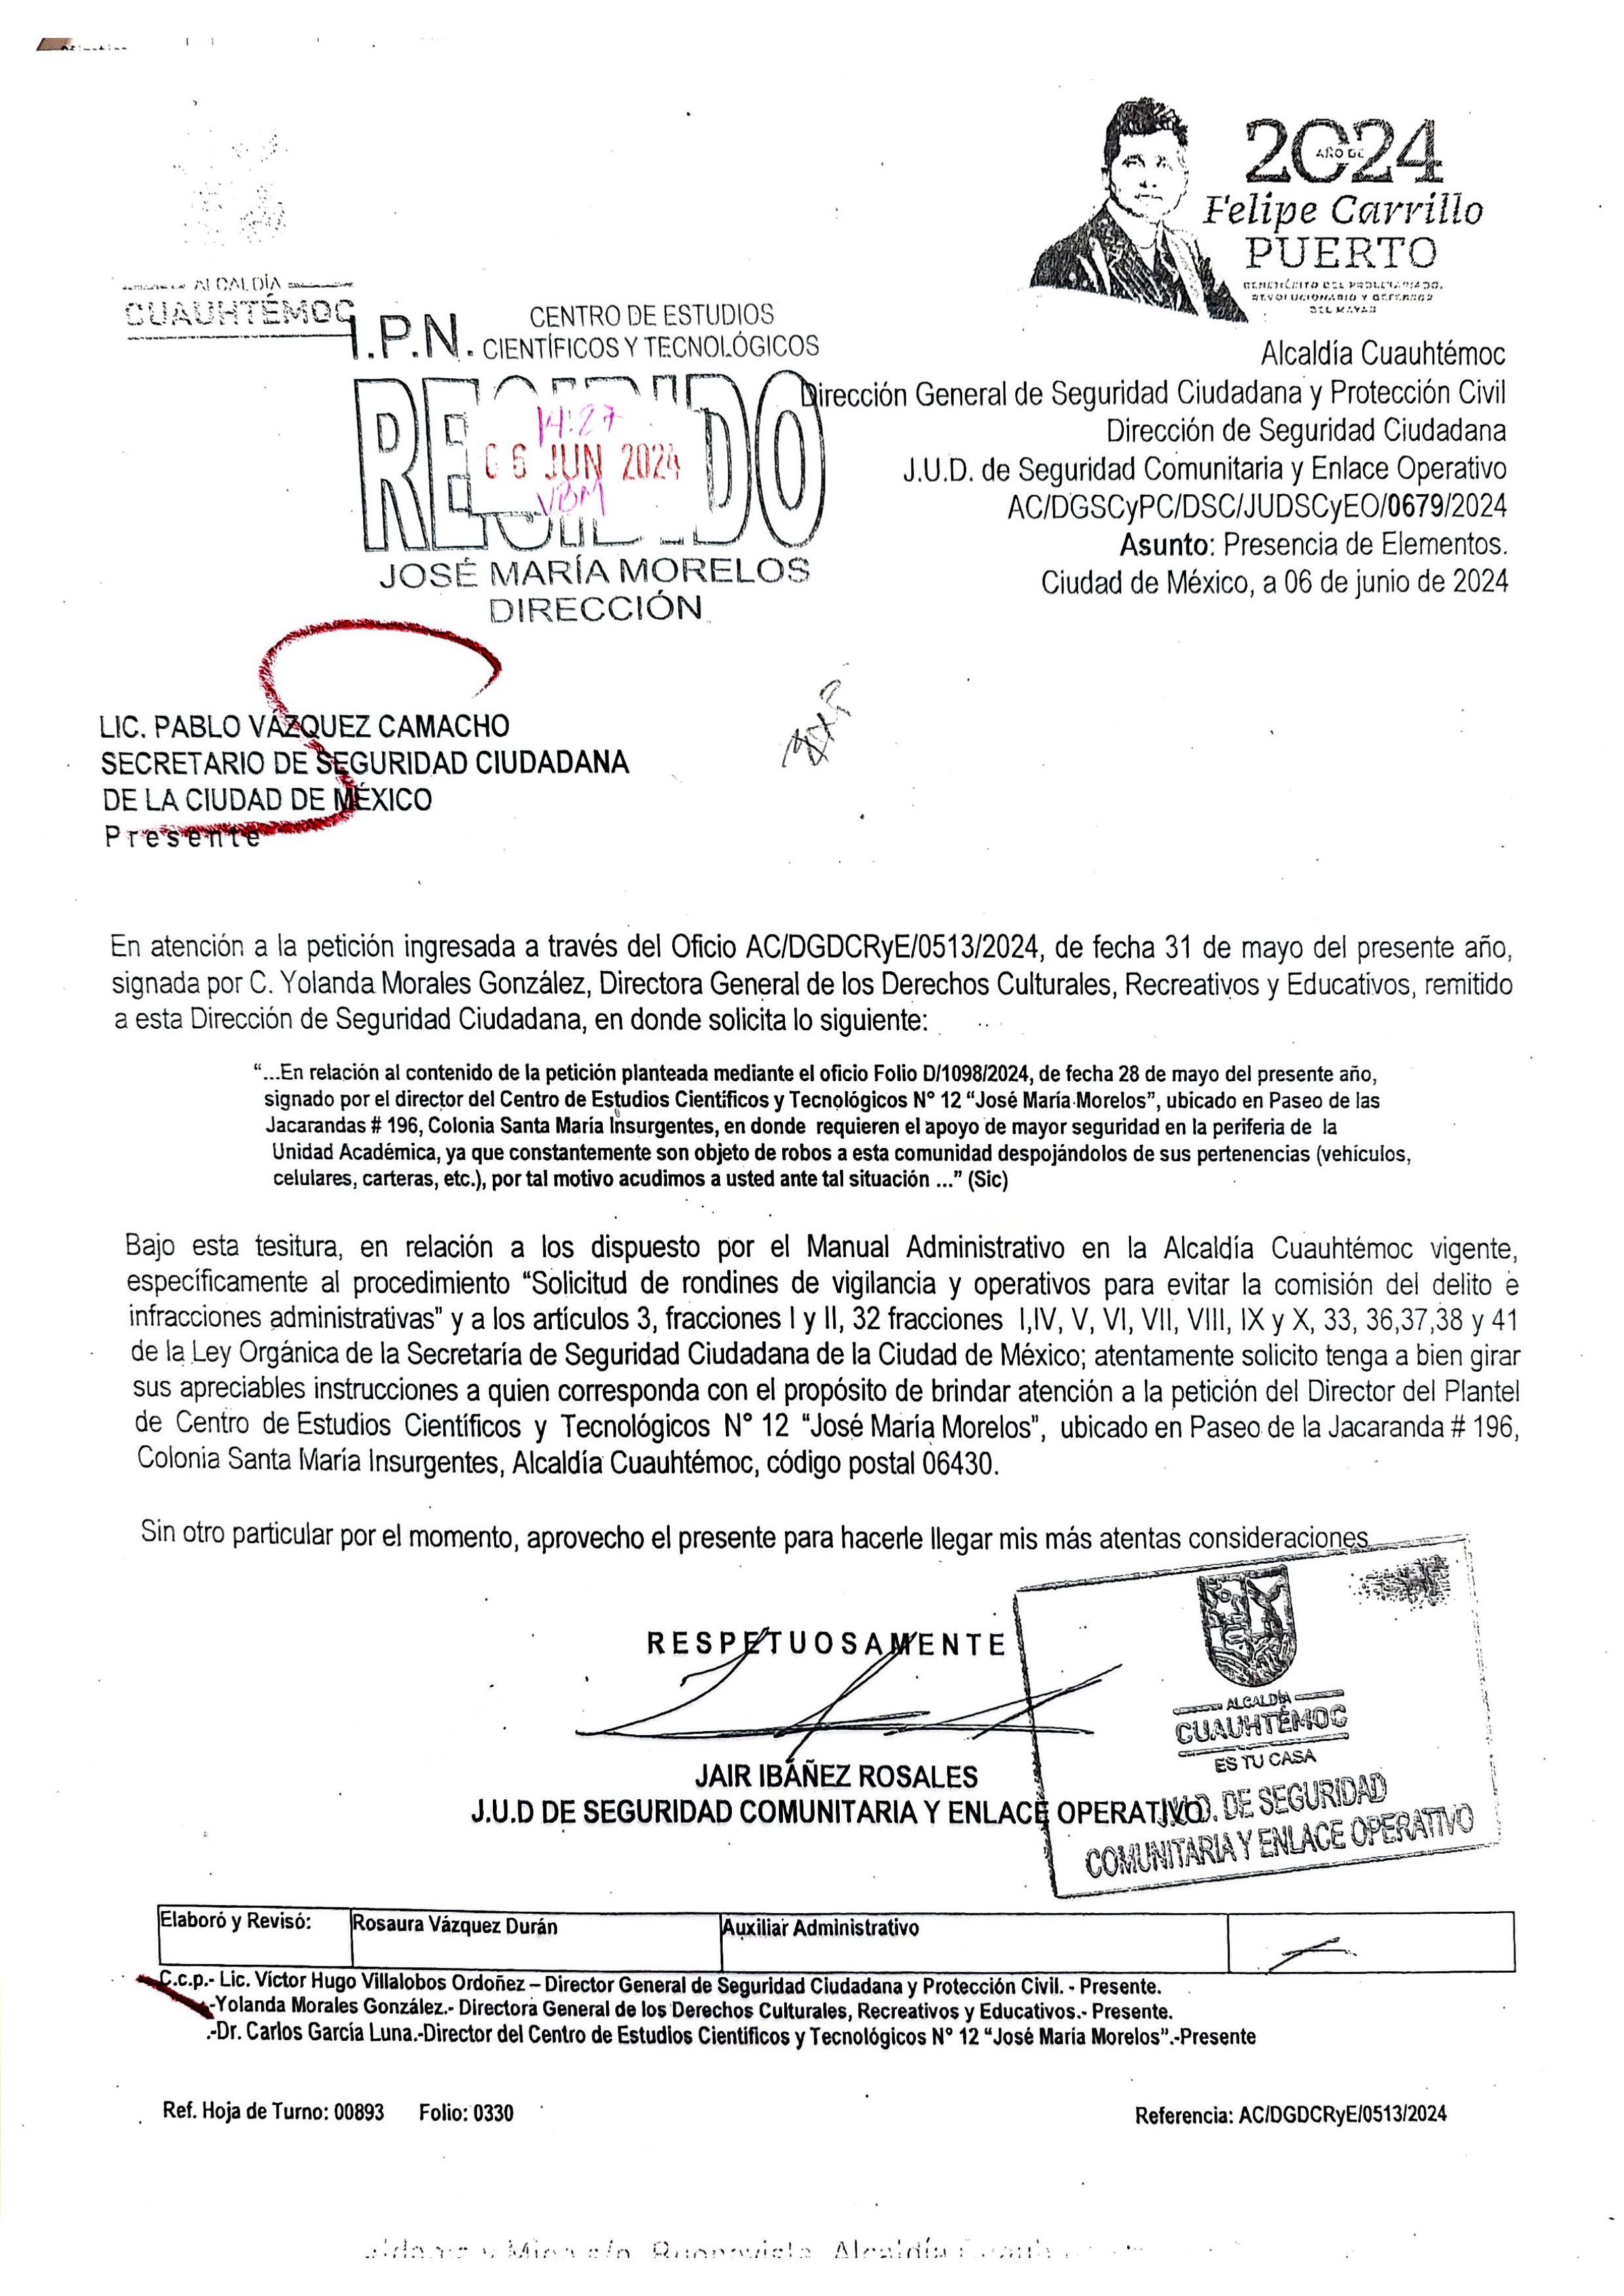 ALCALDÍA
CUAUHTÉMOC
2024
AÑO DE
Felipe Carrillo
PUERTO
BENEMÉRITO DEL PROLETARIADO,
REVOLUCIONARIO Y DEFENSOR
DEL MAYAB
I.P.N. CENTRO DE ESTUDIOS
CIENTÍFICOS Y TECNOLÓGICOS
RECIBIDO
14:27
06 JUN 2024
VBM
JOSÉ MARÍA MORELOS
DIRECCIÓN
Alcaldía Cuauhtémoc
Dirección General de Seguridad Ciudadana y Protección Civil
Dirección de Seguridad Ciudadana
J.U.D. de Seguridad Comunitaria y Enlace Operativo
AC/DGSCyPC/DSC/JUDSCyEO/0679/2024
Asunto: Presencia de Elementos.
Ciudad de México, a 06 de junio de 2024
LIC. PABLO VÁZQUEZ CAMACHO
SECRETARIO DE SEGURIDAD CIUDADANA
DE LA CIUDAD DE MÉXICO
Presente
En atención a la petición ingresada a través del Oficio AC/DGDCRyE/0513/2024, de fecha 31 de mayo del presente año,
signada por C. Yolanda Morales González, Directora General de los Derechos Culturales, Recreativos y Educativos, remitido
a esta Dirección de Seguridad Ciudadana, en donde solicita lo siguiente:
“...En relación al contenido de la petición planteada mediante el oficio Folio D/1098/2024, de fecha 28 de mayo del presente año,
signado por el director del Centro de Estudios Científicos y Tecnológicos N° 12 “José María Morelos”, ubicado en Paseo de las
Jacarandas # 196, Colonia Santa María Insurgentes, en donde requieren el apoyo de mayor seguridad en la periferia de la
Unidad Académica, ya que constantemente son objeto de robos a esta comunidad despojándolos de sus pertenencias (vehículos,
celulares, carteras, etc.), por tal motivo acudimos a usted ante tal situación ...” (Sic)
Bajo esta tesitura, en relación a los dispuesto por el Manual Administrativo en la Alcaldía Cuauhtémoc vigente,
específicamente al procedimiento “Solicitud de rondines de vigilancia y operativos para evitar la comisión del delito e
infracciones administrativas” y a los artículos 3, fracciones I y II, 32 fracciones I,IV, V, VI, VII, VIII, IX y X, 33, 36,37,38 y 41
de la Ley Orgánica de la Secretaría de Seguridad Ciudadana de la Ciudad de México; atentamente solicito tenga a bien girar
sus apreciables instrucciones a quien corresponda con el propósito de brindar atención a la petición del Director del Plantel
de Centro de Estudios Científicos y Tecnológicos N° 12 “José María Morelos”, ubicado en Paseo de la Jacaranda # 196,
Colonia Santa María Insurgentes, Alcaldía Cuauhtémoc, código postal 06430.
Sin otro particular por el momento, aprovecho el presente para hacerle llegar mis más atentas consideraciones
RESPETUOSAMENTE
JAIR IBÁÑEZ ROSALES
J.U.D DE SEGURIDAD COMUNITARIA Y ENLACE OPERATIVO
ALCALDÍA
CUAUHTÉMOC
ES TU CASA
J.U.D. DE SEGURIDAD
COMUNITARIA Y ENLACE OPERATIVO
Elaboró y Revisó: Rosaura Vázquez Durán Auxiliar Administrativo
C.c.p.- Lic. Víctor Hugo Villalobos Ordoñez – Director General de Seguridad Ciudadana y Protección Civil. - Presente.
.-Yolanda Morales González.- Directora General de los Derechos Culturales, Recreativos y Educativos.- Presente.
.-Dr. Carlos García Luna.-Director del Centro de Estudios Científicos y Tecnológicos N° 12 “José María Morelos”.-Presente
Ref. Hoja de Turno: 00893 Folio: 0330 Referencia: AC/DGDCRyE/0513/2024
Buenavista, Alcaldía